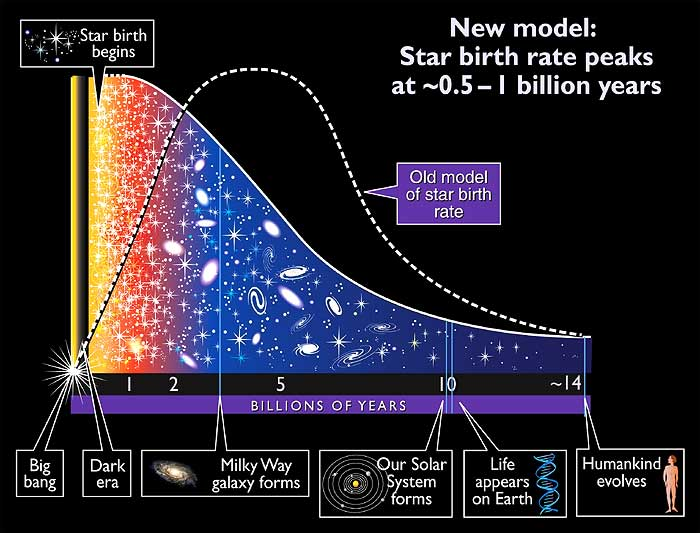 New model:
Star birth rate peaks
at ~0.5–1 billion years
Star birth
begins
Old model
of star birth
rate
1 2 5 10 ~14
BILLIONS OF YEARS
Big
bang
Dark
era
Milky Way
galaxy forms
Our Solar
System
forms
Life
appears
on Earth
Humankind
evolves